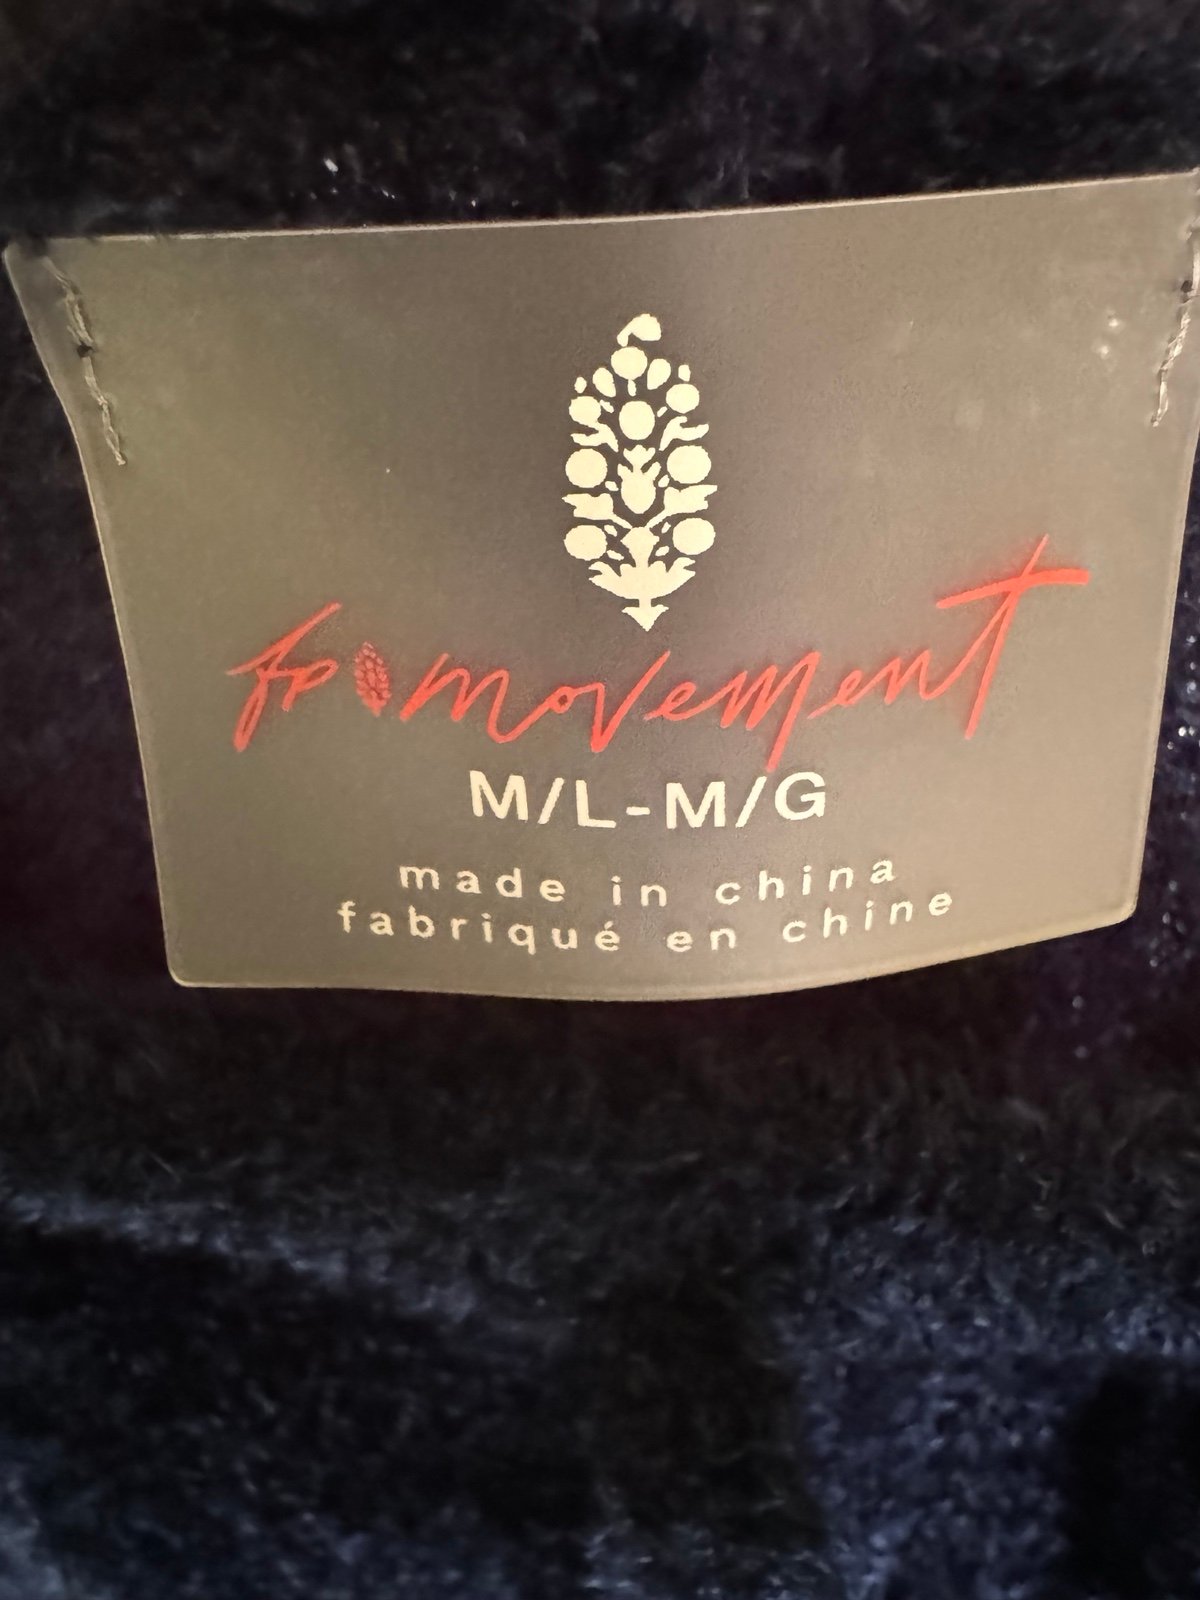 fp movement
M/L-M/G
made in china
fabriqué en chine